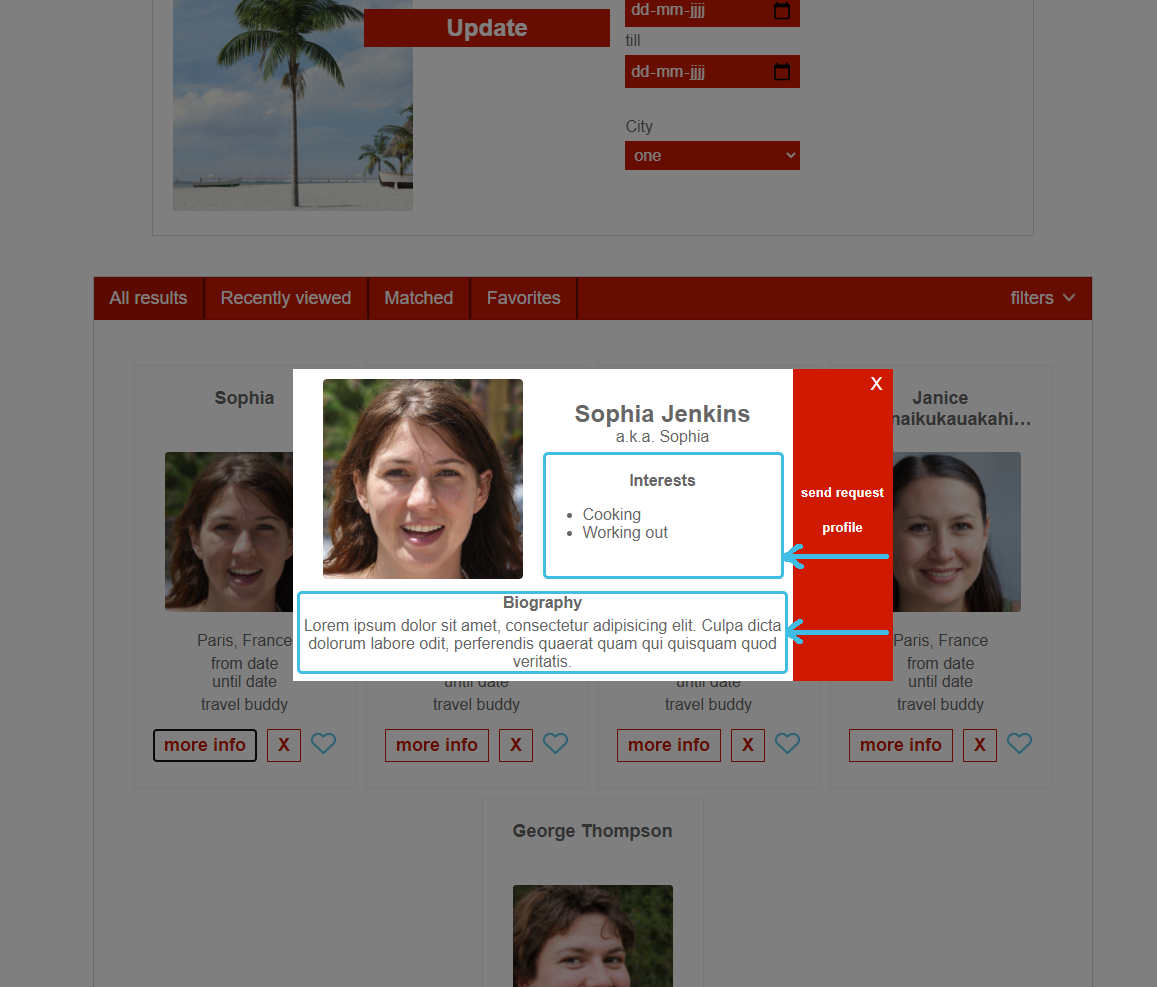 Update
dd-mm-jjjj
till
dd-mm-jjjj
City
one
All results
Recently viewed
Matched
Favorites
filters
Sophia
Janice
naikukauakahi...
X
Sophia Jenkins
a.k.a. Sophia
Interests
• Cooking
• Working out
send request
profile
Biography
Lorem ipsum dolor sit amet, consectetur adipisicing elit. Culpa dicta
dolorum labore odit, perferendis quaerat quam qui quisquam quod
veritatis.
Paris, France
from date
until date
travel buddy
more info
X
until date
travel buddy
more info
X
until date
travel buddy
more info
X
Paris, France
from date
until date
travel buddy
more info
X
George Thompson